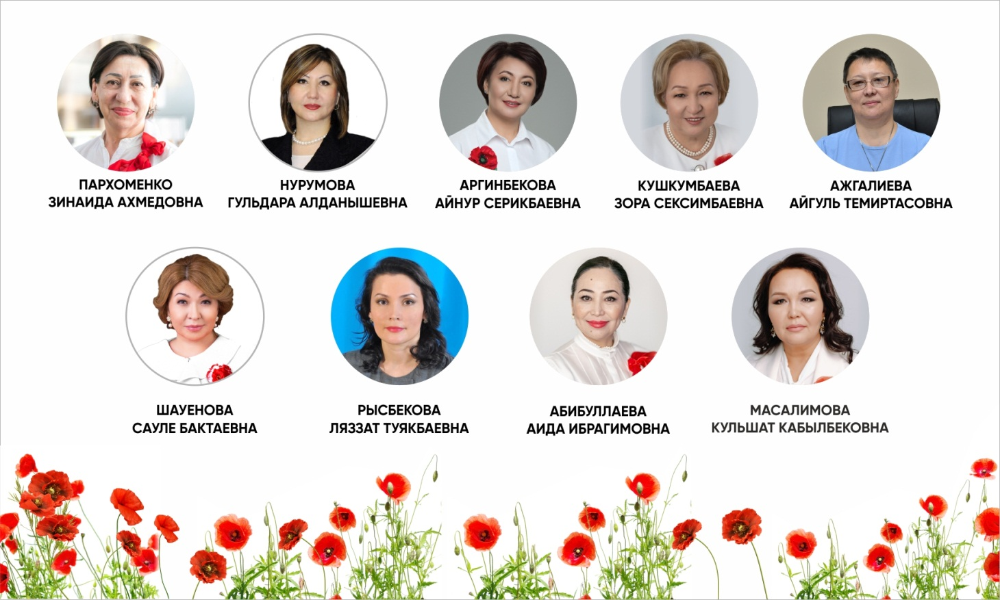 ПАРХОМЕНКО
ЗИНАИДА АХМЕДОВНА
НУРУМОВА
ГУЛЬДАРА АЛДАНЫШЕВНА
АРГИНБЕКОВА
АЙНУР СЕРИКБАЕВНА
КУШКУМБАЕВА
ЗОРА СЕКСИМБАЕВНА
АЖГАЛИЕВА
АЙГУЛЬ ТЕМИРТАСОВНА
ШАУЕНОВА
САУЛЕ БАКТАЕВНА
РЫСБЕКОВА
ЛЯЗЗАТ ТУЯКБАЕВНА
АБИБУЛЛАЕВА
АИДА ИБРАГИМОВНА
МАСАЛИМОВА
КУЛЬШАТ КАБЫЛБЕКОВНА